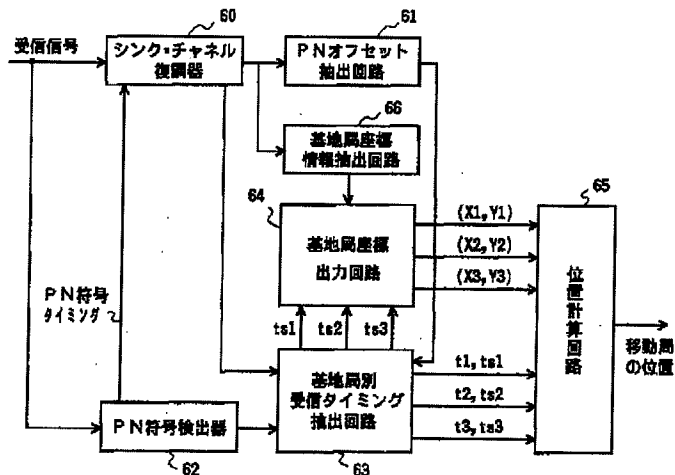 60
61
受信信号
シンク・チャネル
復調器
PNオフセット
抽出回路
66
基地局座標
情報抽出回路
65
64
(X1,Y1)
基地局座標
出力回路
(X2,Y2)
(X3,Y3)
位置計算回路
PN符号
タイミング
ts1 ts2 ts3
移動局
の位置
基地局別
受信タイミング
抽出回路
t1,ts1
t2,ts2
t3,ts3
PN符号検出器
62
63